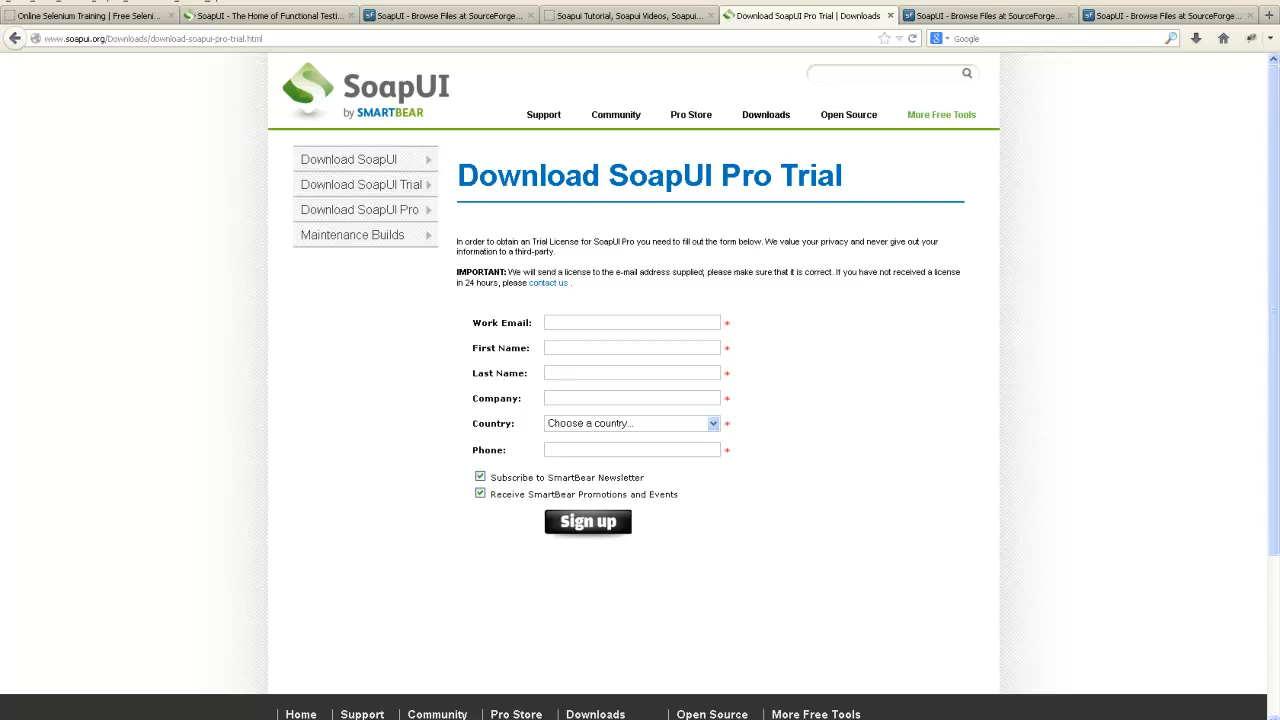 Online Selenium Training | Free Seleni...
SoapUI - The Home of Functional Testi...
SoapUI - Browse Files at SourceForge...
Soapui Tutorial, Soapui Videos, Soapui...
Download SoapUI Pro Trial | Downloads
SoapUI - Browse Files at SourceForge...
SoapUI - Browse Files at SourceForge...
www.soapui.org/Downloads/download-soapui-pro-trial.html
Google
SoapUI
by SMARTBEAR
Support
Community
Pro Store
Downloads
Open Source
More Free Tools
Download SoapUI
Download SoapUI Trial
Download SoapUI Pro
Maintenance Builds
Download SoapUI Pro Trial
In order to obtain an Trial License for SoapUI Pro you need to fill out the form below. We value your privacy and never give out your
information to a third-party.
IMPORTANT: We will send a license to the e-mail address supplied; please make sure that it is correct. If you have not received a license
in 24 hours, please contact us .
Work Email: *
First Name: *
Last Name: *
Company: *
Country: Choose a country... *
Phone: *
Subscribe to SmartBear Newsletter
Receive SmartBear Promotions and Events
Sign up
Home
Support
Community
Pro Store
Downloads
Open Source
More Free Tools